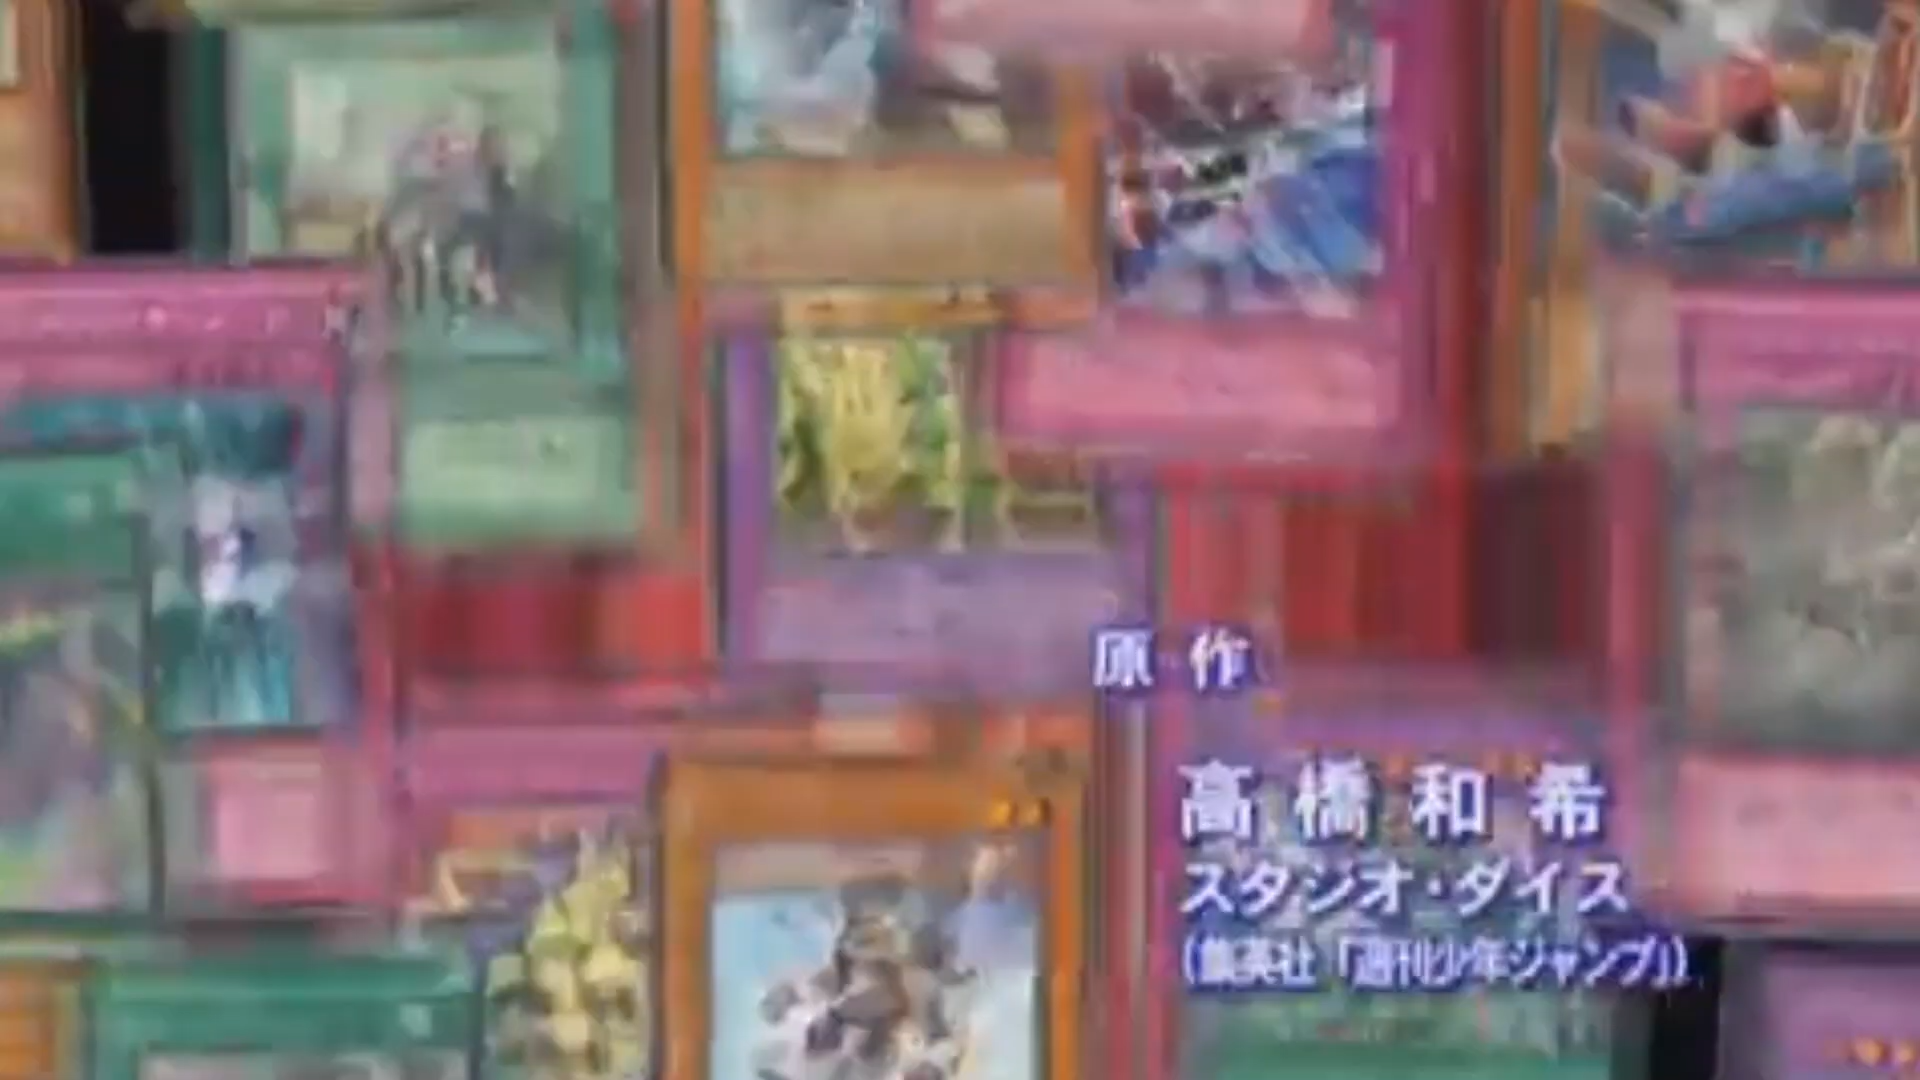 原・作
高橋和希
スタジオ・ダイス
(集英社「週刊少年ジャンプ」)